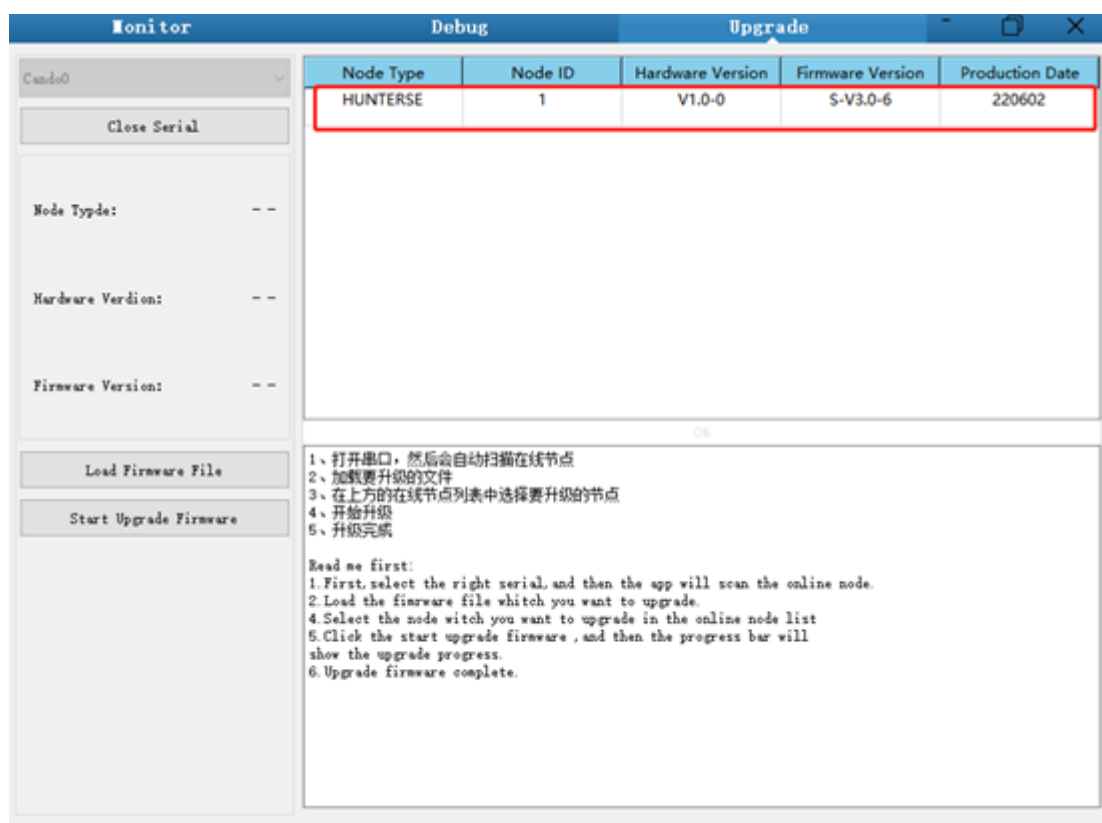 Monitor Debug Upgrade
Cando0
Close Serial
Node Typde: --
Hardware Verdion: --
Firmware Version: --
Load Firmware File
Start Upgrade Firmware
Node Type Node ID Hardware Version Firmware Version Production Date
HUNTERSE 1 V1.0-0 S-V3.0-6 220602
0%
1、打开串口，然后会自动扫描在线节点
2、加载要升级的文件
3、在上方的在线节点列表中选择要升级的节点
4、开始升级
5、升级完成
Read me first:
1.First,select the right serial,and then the app will scan the online node.
2.Load the fimrware file whitch you want to upgrade.
4.Select the node witch you want to upgrade in the online node list
5.Click the start upgrade firmware ,and then the progress bar will
show the upgrade progress.
6.Upgrade firmware complete.